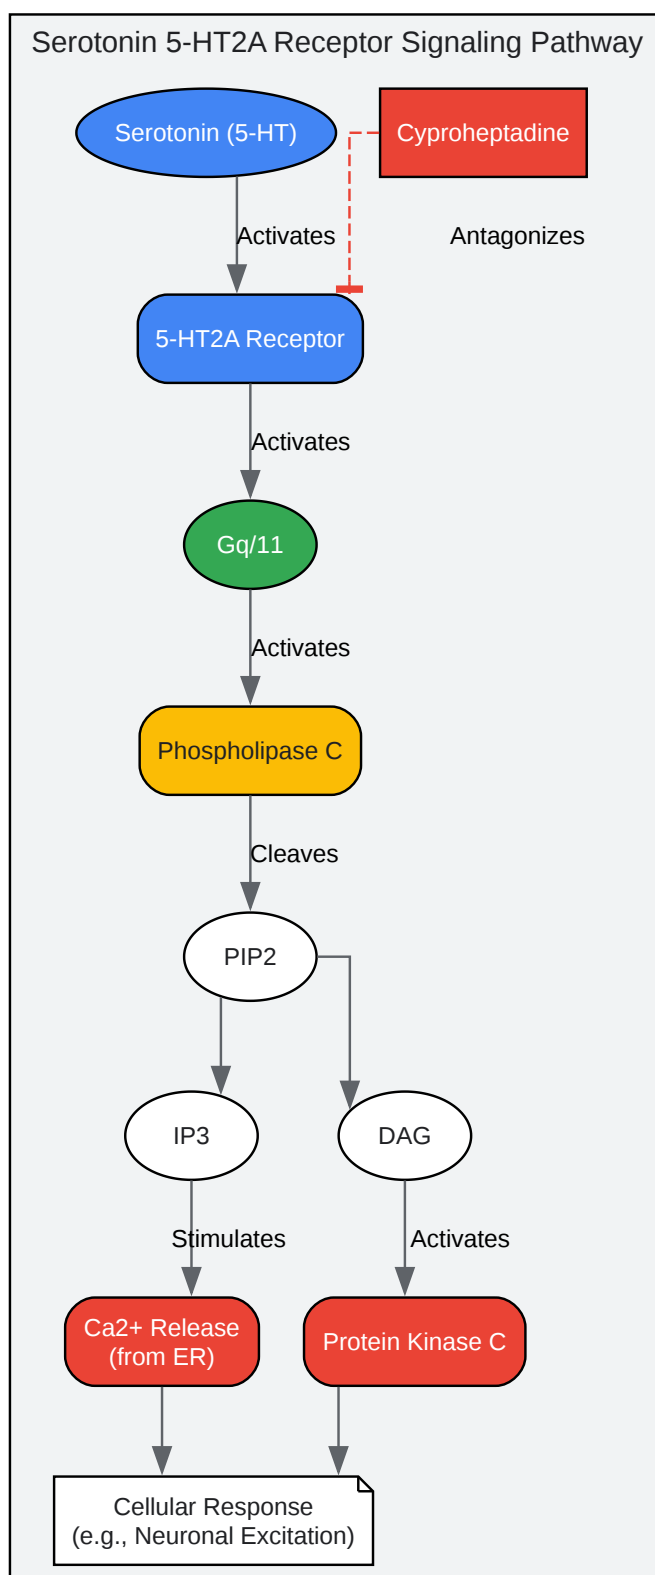 Serotonin 5-HT2A Receptor Signaling Pathway
Serotonin (5-HT)
Cyproheptadine
Activates
Antagonizes
5-HT2A Receptor
Activates
Gq/11
Activates
Phospholipase C
Cleaves
PIP2
IP3
DAG
Stimulates
Activates
Ca2+ Release
(from ER)
Protein Kinase C
Cellular Response
(e.g., Neuronal Excitation)